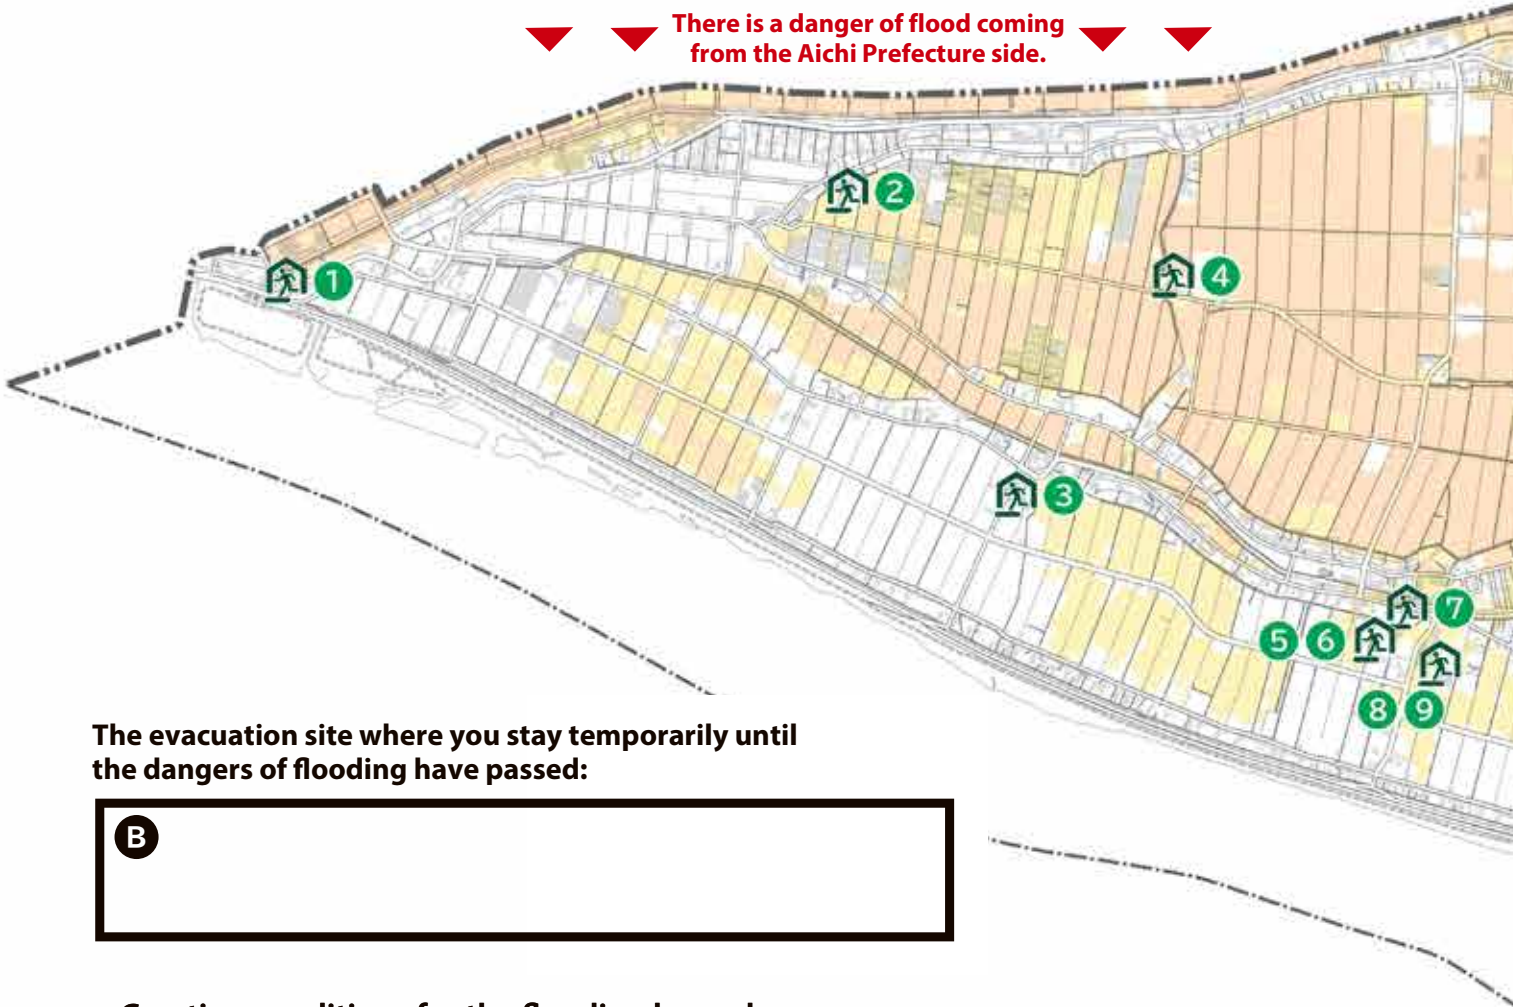 There is a danger of flood coming
from the Aichi Prefecture side.
2
1
4
3
7
5 6
8 9
The evacuation site where you stay temporarily until
the dangers of flooding have passed:
B